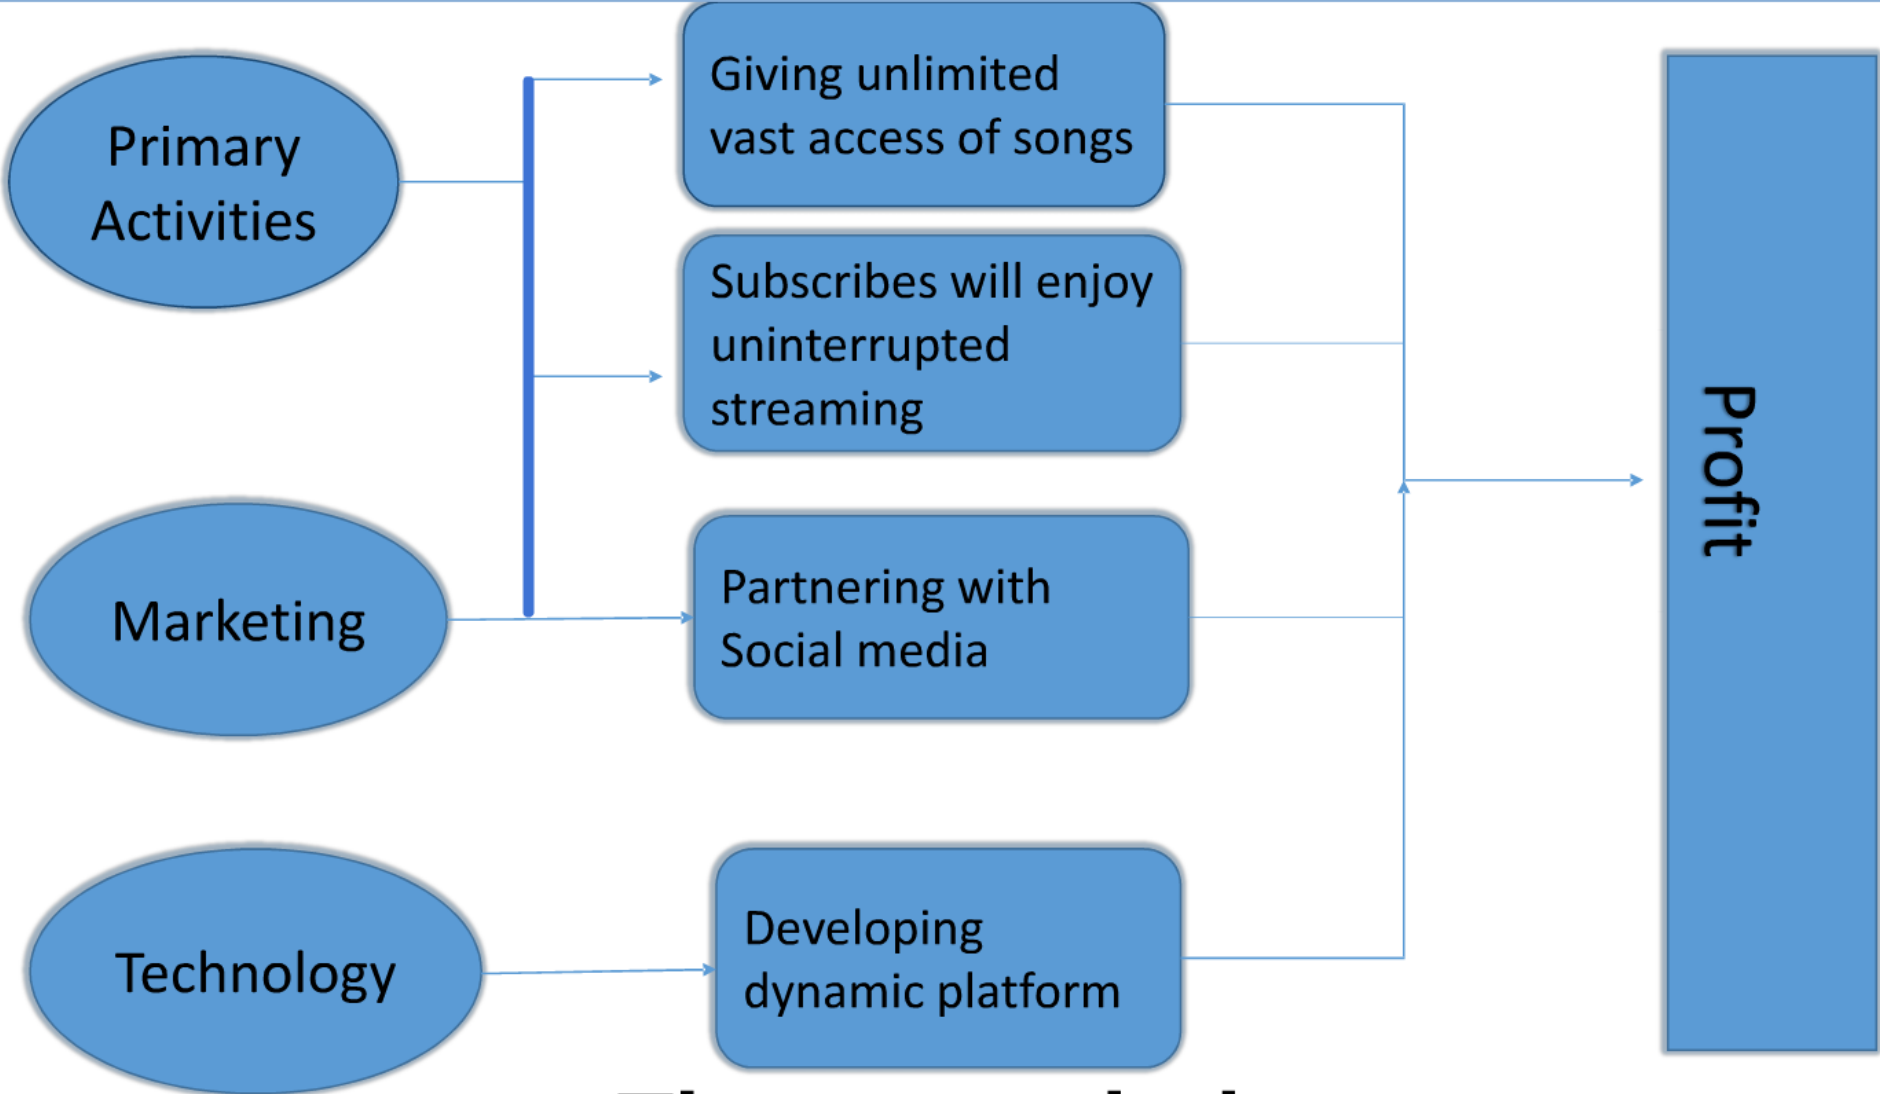 Primary
Activities
Giving unlimited
vast access of songs
Subscribes will enjoy
uninterrupted
streaming
Marketing
Partnering with
Social media
Technology
Developing
dynamic platform
Profit